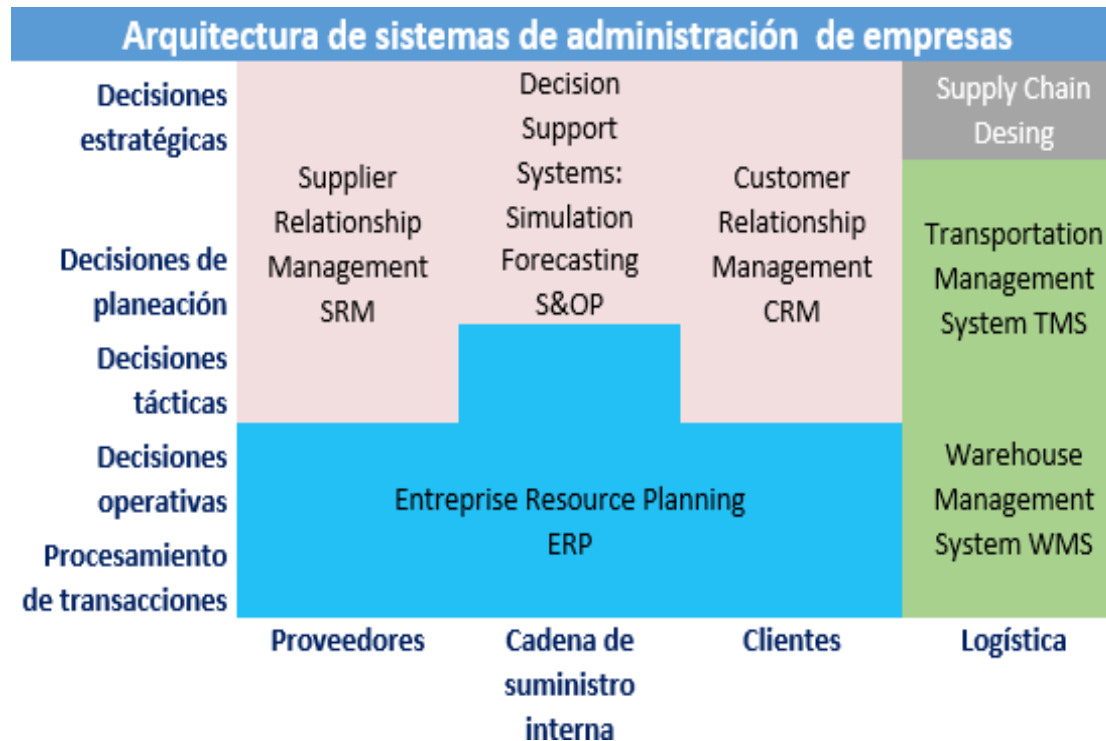 Arquitectura de sistemas de administración de empresas
Decisiones
estratégicas
Decisiones de
planeación
Decisiones
tácticas
Decisiones
operativas
Procesamiento
de transacciones
Supplier
Relationship
Management
SRM
Decision
Support
Systems:
Simulation
Forecasting
S&OP
Customer
Relationship
Management
CRM
Supply Chain
Desing
Transportation
Management
System TMS
Entreprise Resource Planning
ERP
Warehouse
Management
System WMS
Proveedores
Cadena de
suministro
interna
Clientes
Logística